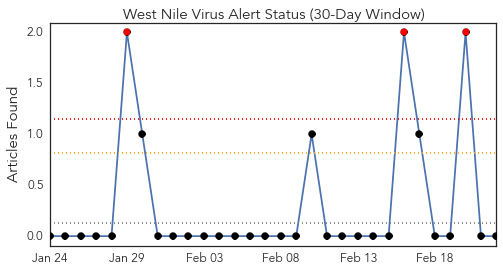 West Nile Virus Alert Status (30-Day Window)
Articles Found
2.0
1.5
1.0
0.5
0.0
Jan 24 Jan 29 Feb 03 Feb 08 Feb 13 Feb 18